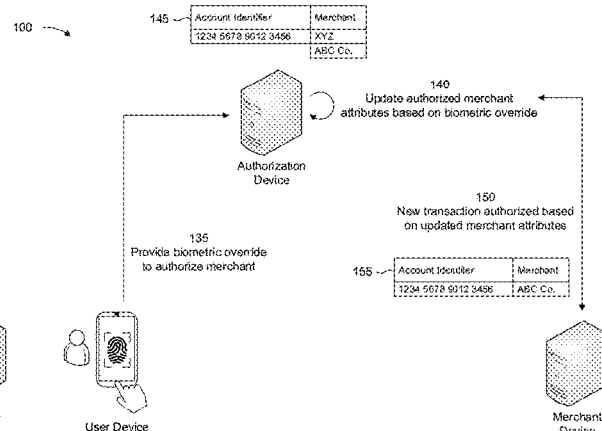 100
145
Account Identifier Merchant
1234 5678 9012 3456 XYZ
ABC Co.
140
Update authorized merchant
attributes based on biometric override
Authorization
Device
150
New transaction authorized based
on updated merchant attributes
135
Provide biometric override
to authorize merchant
155
Account Identifier Merchant
1234 5678 9012 3456 ABC Co.
User Device
Merchant
Device